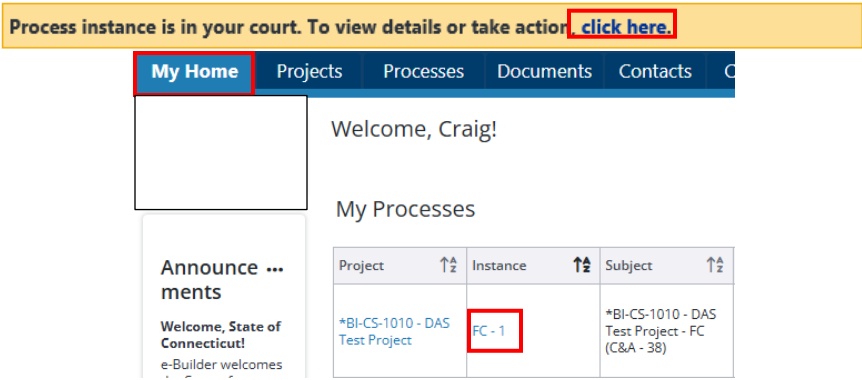 Process instance is in your court. To view details or take action, click here.
My Home Projects Processes Documents Contacts
Welcome, Craig!
My Processes
Announce ...
ments
Welcome, State of
Connecticut!
e-Builder welcomes
Project Instance Subject
*BI-CS-1010 - DAS
Test Project
FC - 1
*BI-CS-1010 - DAS
Test Project - FC
(C&A - 38)